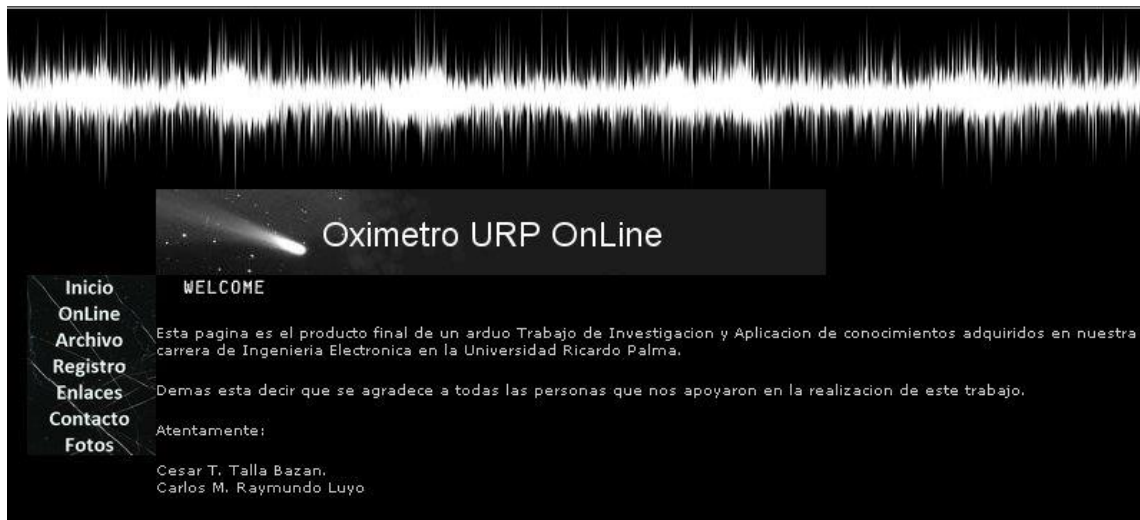 Oximetro URP OnLine
WELCOME
Inicio
OnLine
Archivo
Registro
Enlaces
Contacto
Fotos
Esta pagina es el producto final de un arduo Trabajo de Investigacion y Aplicacion de conocimientos adquiridos en nuestra
carrera de Ingenieria Electronica en la Universidad Ricardo Palma.
Demas esta decir que se agradece a todas las personas que nos apoyaron en la realizacion de este trabajo.
Atentamente:
Cesar T. Talla Bazan.
Carlos M. Raymundo Luyo